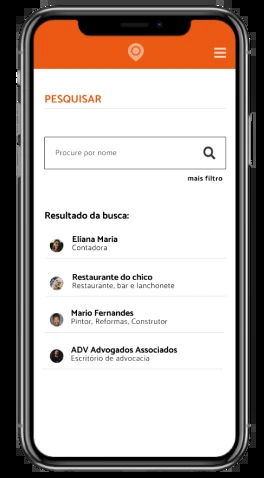 PESQUISAR
Procure por nome
mais filtro
Resultado da busca:
Eliana Maria
Contadora
Restaurante do chico
Restaurante, bar e lanchonete
Mario Fernandes
Pintor, Reformas, Construtor
ADV Advogados Associados
Escritório de advocacia